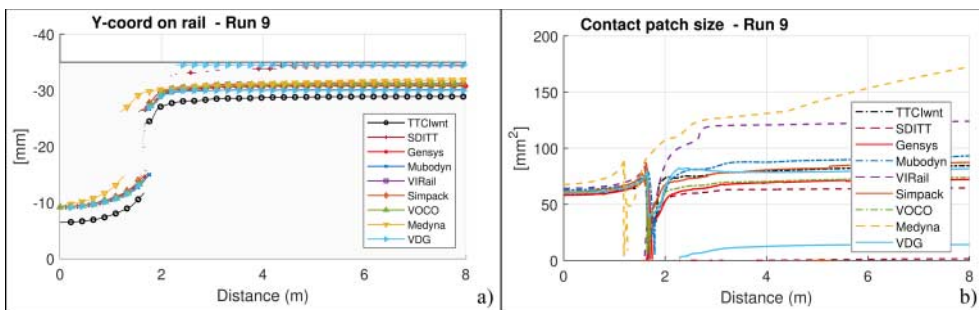 Y-coord on rail - Run 9
-40
-30
-20
-10
0
[mm]
0
2
4
6
8
Distance (m)
TTCIwnt
SDITT
Gensys
Mubodyn
VIRail
Simpack
VOCO
Medyna
VDG
a)
Contact patch size - Run 9
200
150
100
50
0
[mm²]
0
2
4
6
8
Distance (m)
TTCIwnt
SDITT
Gensys
Mubodyn
VIRail
Simpack
VOCO
Medyna
VDG
b)